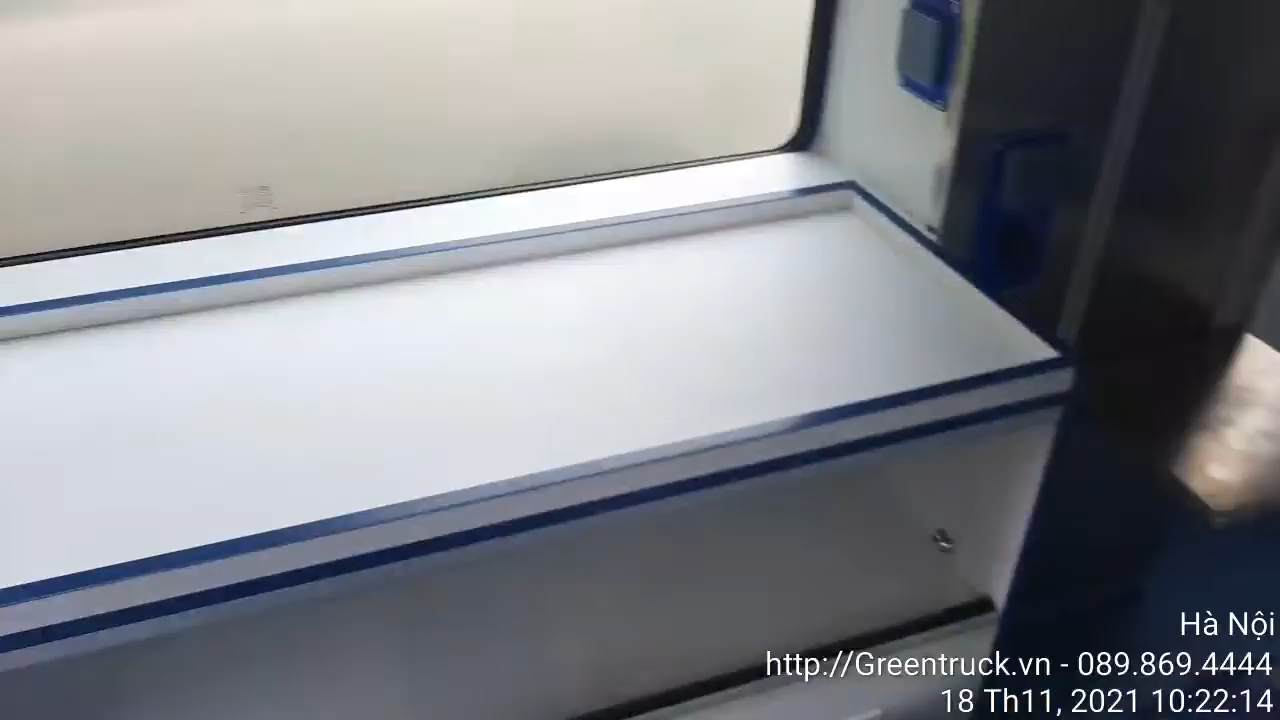 Hà Nội
http://Greentruck.vn - 089.869.4444
18 Th11, 2021 10:22:14